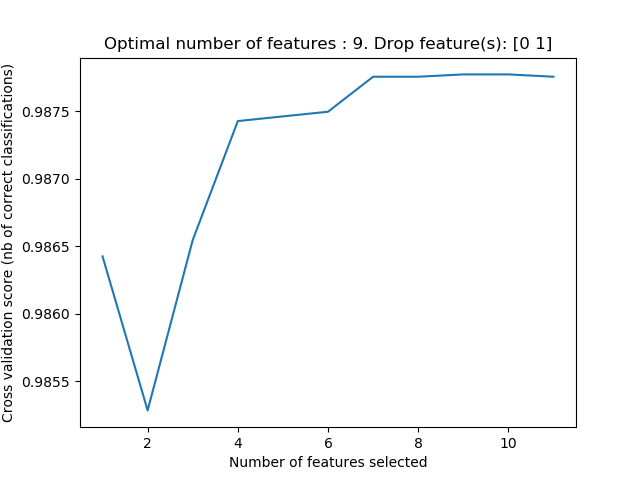 Optimal number of features : 9. Drop feature(s): [0 1]
Cross validation score (nb of correct classifications)
0.9875
0.9870
0.9865
0.9860
0.9855
2 4 6 8 10
Number of features selected